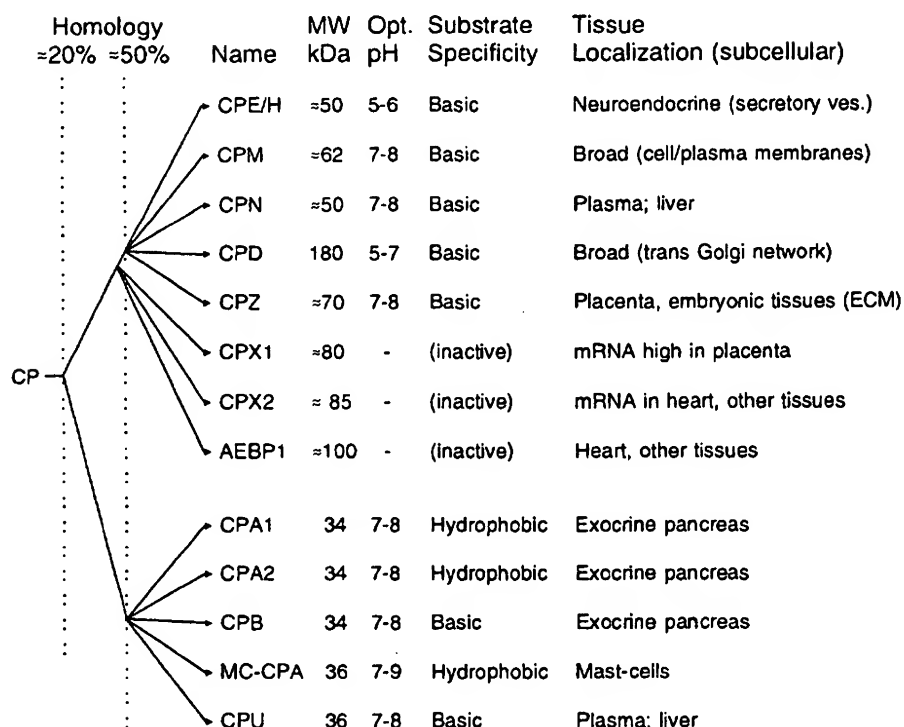 Homology MW Opt. Substrate Tissue
≈20% ≈50% Name kDa pH Specificity Localization (subcellular)
CPE/H ≈50 5-6 Basic Neuroendocrine (secretory ves.)
CPM ≈62 7-8 Basic Broad (cell/plasma membranes)
CPN ≈50 7-8 Basic Plasma; liver
CPD 180 5-7 Basic Broad (trans Golgi network)
CPZ ≈70 7-8 Basic Placenta, embryonic tissues (ECM)
CPX1 ≈80 - (inactive) mRNA high in placenta
CP
CPX2 ≈ 85 - (inactive) mRNA in heart, other tissues
AEBP1 ≈100 - (inactive) Heart, other tissues
CPA1 34 7-8 Hydrophobic Exocrine pancreas
CPA2 34 7-8 Hydrophobic Exocrine pancreas
CPB 34 7-8 Basic Exocrine pancreas
MC-CPA 36 7-9 Hydrophobic Mast-cells
CPU 36 7-8 Basic Plasma; liver